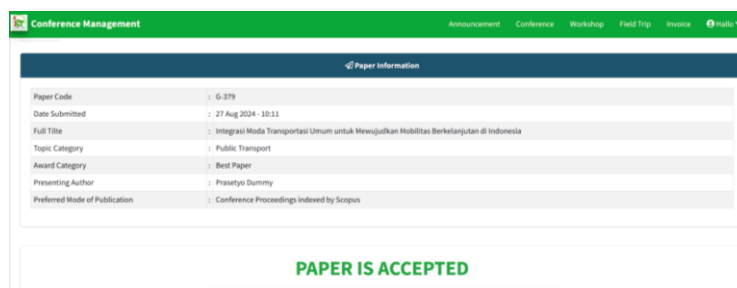 Conference Management Announcement Conference Workshop Field Trip Invoice Hallo
Paper Information
Paper Code : G-379
Date Submitted : 27 Aug 2024 - 10:11
Full Tilte : Integrasi Moda Transportasi Umum untuk Mewujudkan Mobilitas Berkelanjutan di Indonesia
Topic Category : Public Transport
Award Category : Best Paper
Presenting Author : Prasetyo Dummy
Preferred Mode of Publication : Conference Proceedings indexed by Scopus
PAPER IS ACCEPTED